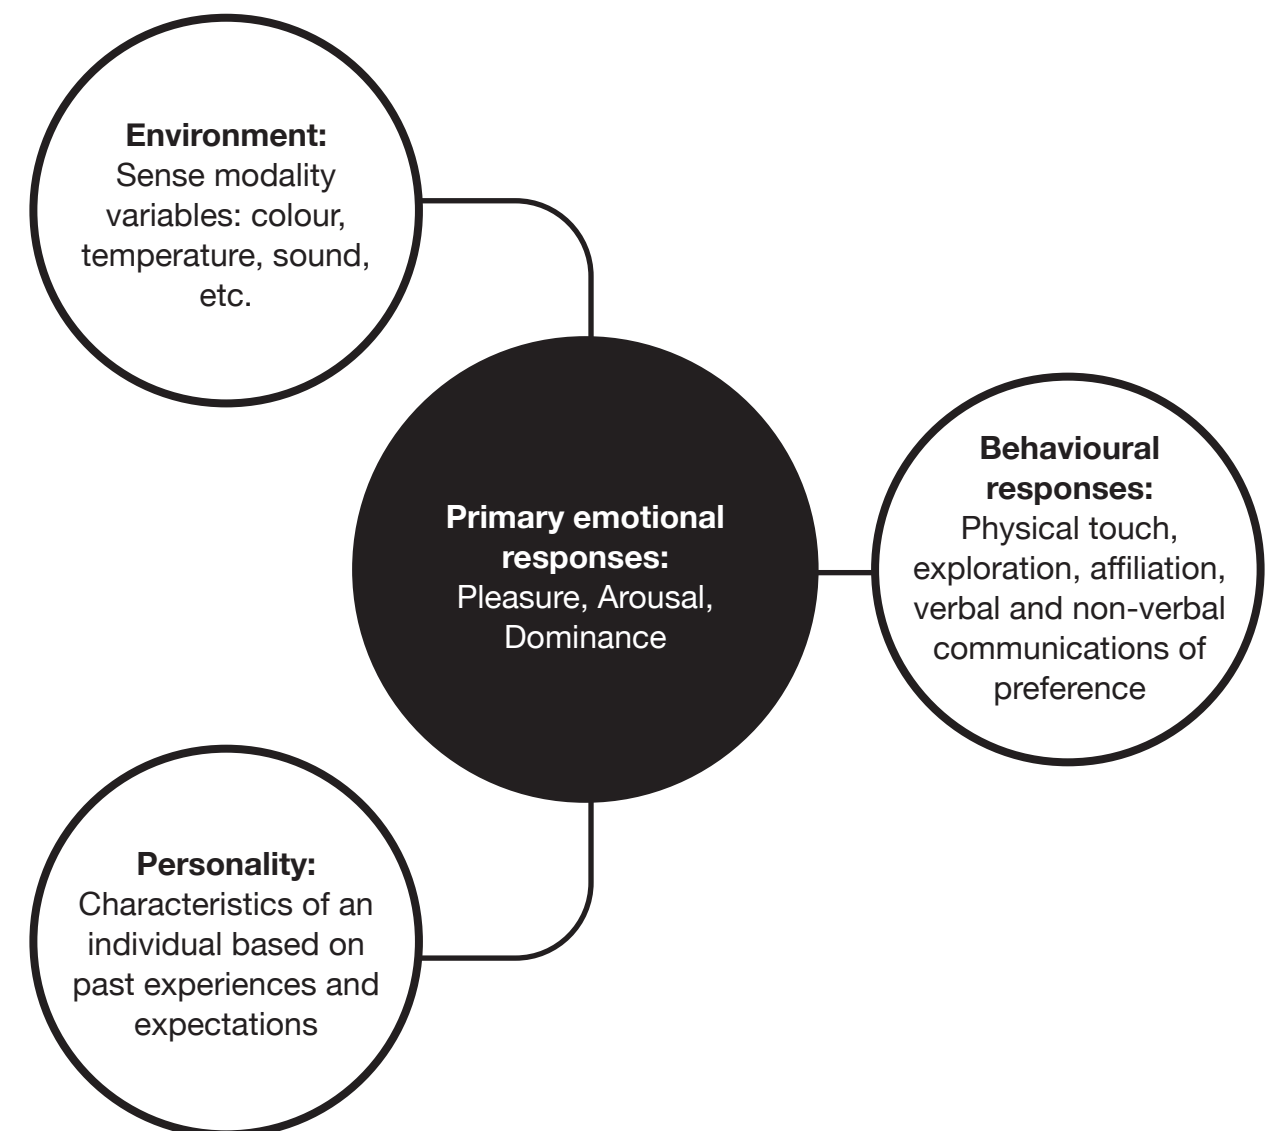 Environment:
Sense modality
variables: colour,
temperature, sound,
etc.
Primary emotional
responses:
Pleasure, Arousal,
Dominance
Behavioural
responses:
Physical touch,
exploration, affiliation,
verbal and non-verbal
communications of
preference
Personality:
Characteristics of an
individual based on
past experiences and
expectations